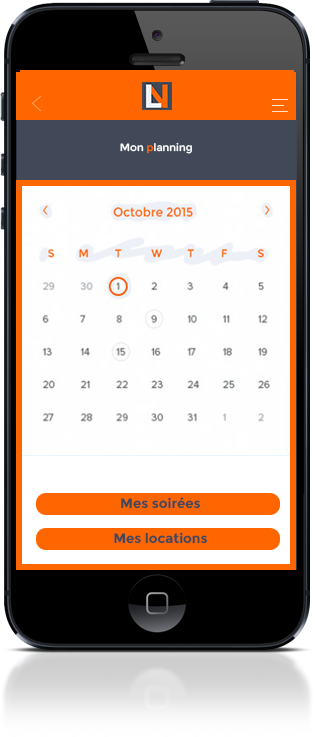 LN
Mon planning
Octobre 2015
S M T W T F S
29 30 1 2 3 4 5
6 7 8 9 10 11 12
13 14 15 16 17 18 19
20 21 22 23 24 25 26
27 28 29 30 31 1 2
Mes soirées
Mes locations